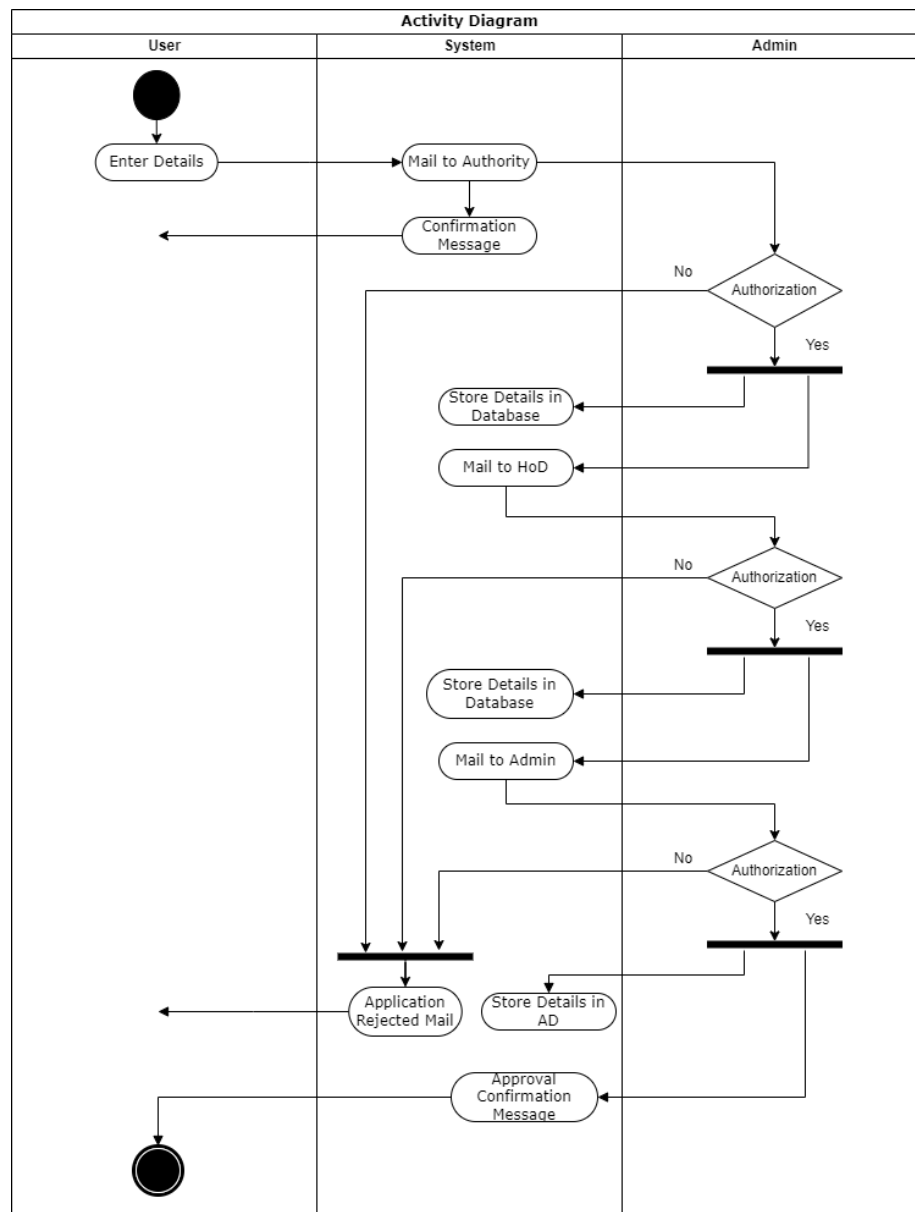 Activity Diagram
User
System
Admin
Enter Details
Mail to Authority
Confirmation
Message
No
Authorization
Yes
Store Details in
Database
Mail to HoD
No
Authorization
Yes
Store Details in
Database
Mail to Admin
No
Authorization
Yes
Application
Rejected Mail
Store Details in
AD
Approval
Confirmation
Message